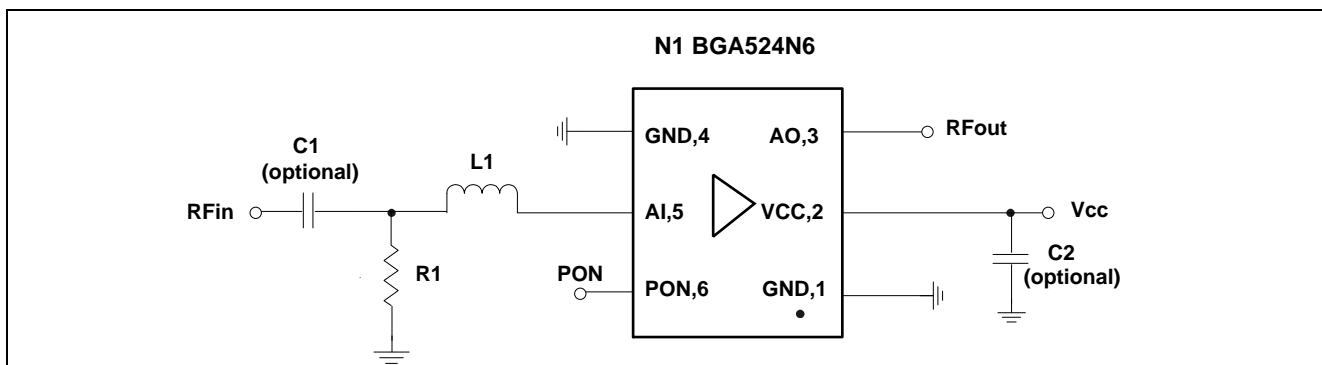 N1 BGA524N6
GND,4
AO,3
RFout
C1
(optional)
L1
RFin
AI,5
VCC,2
Vcc
R1
C2
(optional)
PON
PON,6
GND,1